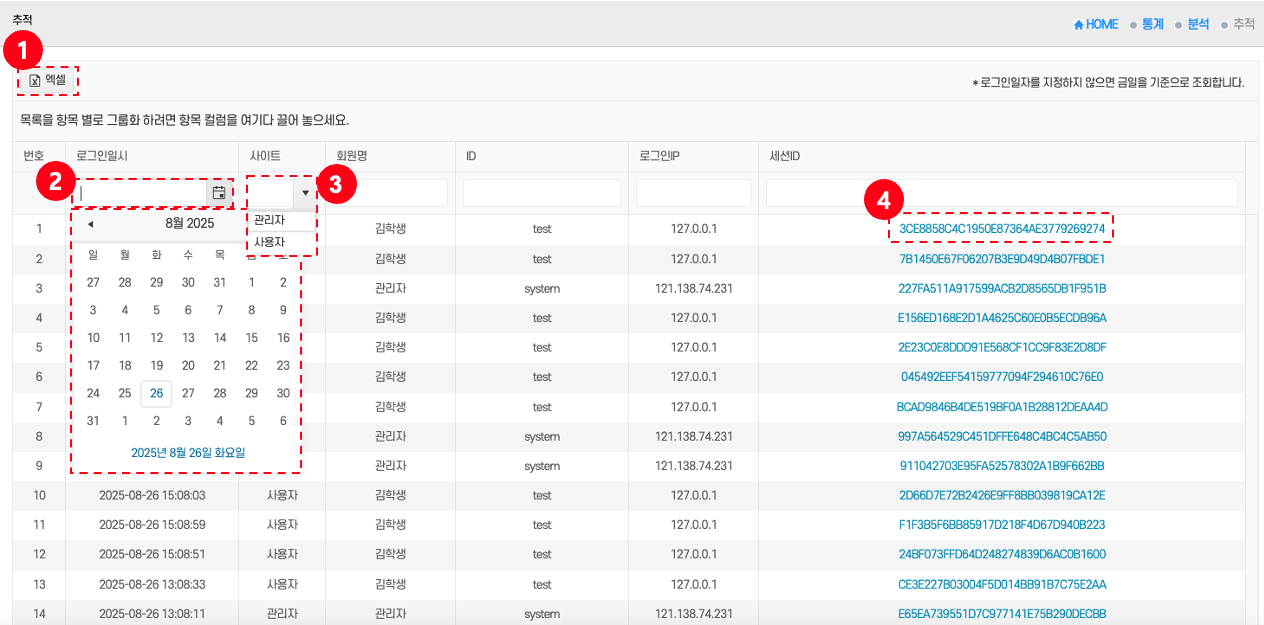 추적
HOME 통계 분석 추적
1
엑셀
* 로그인일자를 지정하지 않으면 금일을 기준으로 조회합니다.
목록을 항목 별로 그룹화 하려면 항목 컬럼을 여기다 끌어 놓으세요.
번호 로그인일시 사이트 회원명 ID 로그인IP 세션ID
2
3
4
관리자
사용자
8월 2025
일 월 화 수 목
27 28 29 30 31 1 2
3 4 5 6 7 8 9
10 11 12 13 14 15 16
17 18 19 20 21 22 23
24 25 26 27 28 29 30
31 1 2 3 4 5 6
2025년 8월 26일 화요일
1 김학생 test 127.0.0.1 3CE8858C4C1950E87364AE3779269274
2 김학생 test 127.0.0.1 7B1450E67F06207B3E9D49D4B07FBDE1
3 관리자 system 121.138.74.231 227FA511A917599ACB2D8565DB1F951B
4 김학생 test 127.0.0.1 E156ED168E2D1A4625C60E0B5ECDB96A
5 김학생 test 127.0.0.1 2E23C0E8DDD91E568CF1CC9F83E2D8DF
6 김학생 test 127.0.0.1 045492EEF54159777094F294610C76E0
7 김학생 test 127.0.0.1 BCAD9846B4DE519BF0A1B28812DEAA4D
8 관리자 system 121.138.74.231 997A564529C451DFFE648C4BC4C5AB50
9 관리자 system 121.138.74.231 911042703E95FA52578302A1B9F662BB
10 2025-08-26 15:08:03 사용자 김학생 test 127.0.0.1 2D66D7E72B2426E9FF8BB039819CA12E
11 2025-08-26 15:08:59 사용자 김학생 test 127.0.0.1 F1F3B5F6BB85917D218F4D67D940B223
12 2025-08-26 15:08:51 사용자 김학생 test 127.0.0.1 24BF073FFD64D248274839D6AC0B1600
13 2025-08-26 13:08:33 사용자 김학생 test 127.0.0.1 CE3E227B03004F5D014BB91B7C75E2AA
14 2025-08-26 13:08:11 관리자 관리자 system 121.138.74.231 E65EA739551D7C977141E75B290DECBB